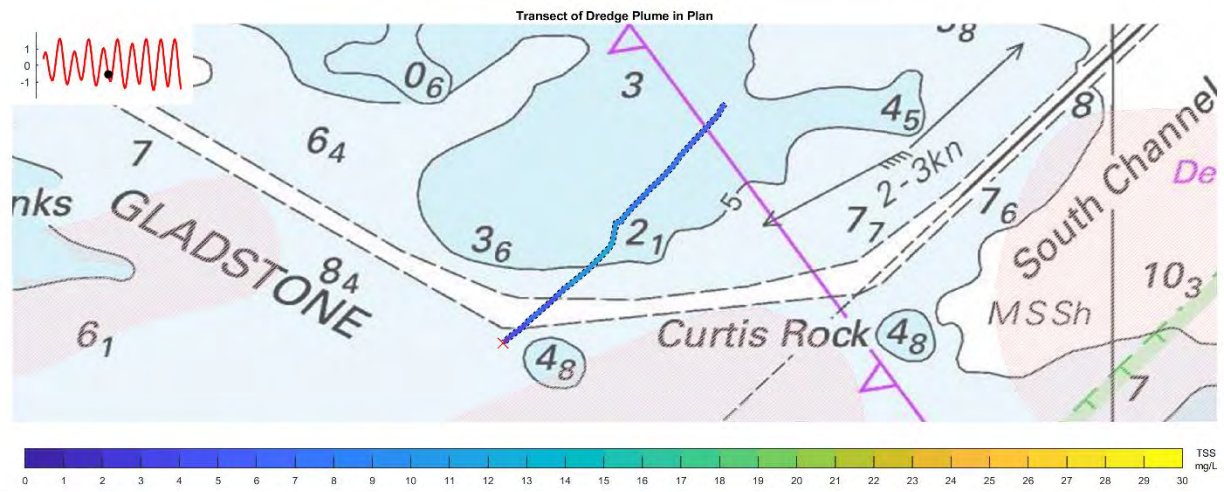 Transect of Dredge Plume in Plan
1
0
-1
0₆
3
4₅
8
6₄
7
2-3kn
South Channel
De
nks
GLADSTONE
5
7₇
7₆
3₆
2₁
8₄
10₃
MSSh
6₁
Curtis Rock
4₈
4₈
7
TSS
mg/L
0 1 2 3 4 5 6 7 8 9 10 11 12 13 14 15 16 17 18 19 20 21 22 23 24 25 26 27 28 29 30